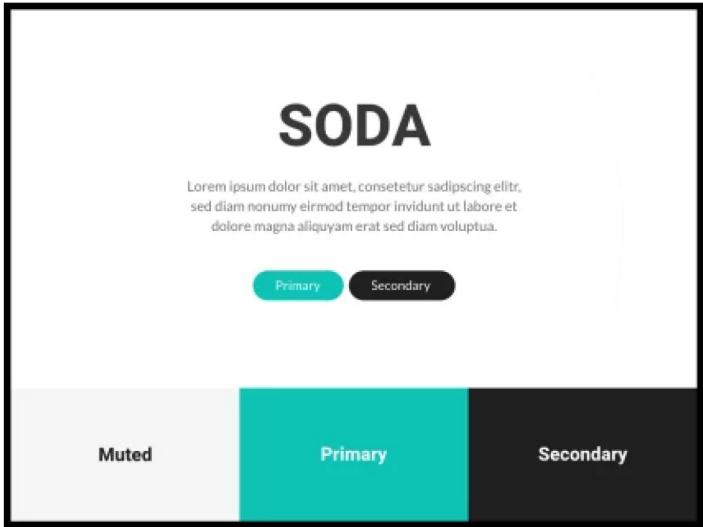 SODA
Lorem ipsum dolor sit amet, consetetur sadipscing elitr,
sed diam nonumy eirmod tempor invidunt ut labore et
dolore magna aliquyam erat sed diam voluptua.
Primary Secondary
Muted Primary Secondary